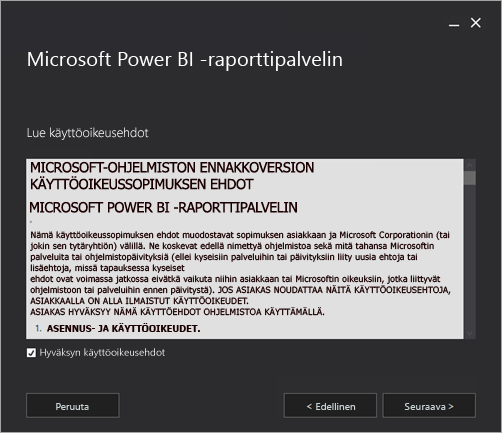 Microsoft Power BI -raporttipalvelin
Lue käyttöoikeusehdot
MICROSOFT-OHJELMISTON ENNAKKOVERSION
KÄYTTÖOIKEUSSOPIMUKSEN EHDOT
MICROSOFT POWER BI -RAPORTTIPALVELIN
Nämä käyttöoikeussopimuksen ehdot muodostavat sopimuksen asiakkaan ja Microsoft Corporationin (tai
jokin sen tytäryhtiön) välillä. Ne koskevat edellä nimettyä ohjelmistoa sekä mitä tahansa Microsoftin
palveluita tai ohjelmistopäivityksiä (ellei kyseisiin palveluihin tai päivityksiin liity uusia ehtoja tai
lisäehtoja, missä tapauksessa kyseiset
ehdot ovat voimassa jatkossa eivätkä vaikuta niihin asiakkaan tai Microsoftin oikeuksiin, jotka liittyvät
ohjelmistoon tai palveluihin ennen päivitystä). JOS ASIAKAS NOUDATTAA NÄITÄ KÄYTTÖOIKEUSEHTOJA,
ASIAKKAALLA ON ALLA ILMAISTUT KÄYTTÖOIKEUDET.
ASIAKAS HYVÄKSYY NÄMÄ KÄYTTÖEHDOT OHJELMISTOA KÄYTTÄMÄLLÄ.
1. ASENNUS- JA KÄYTTÖOIKEUDET.
Hyväksyn käyttöoikeusehdot
Peruuta
< Edellinen
Seuraava >